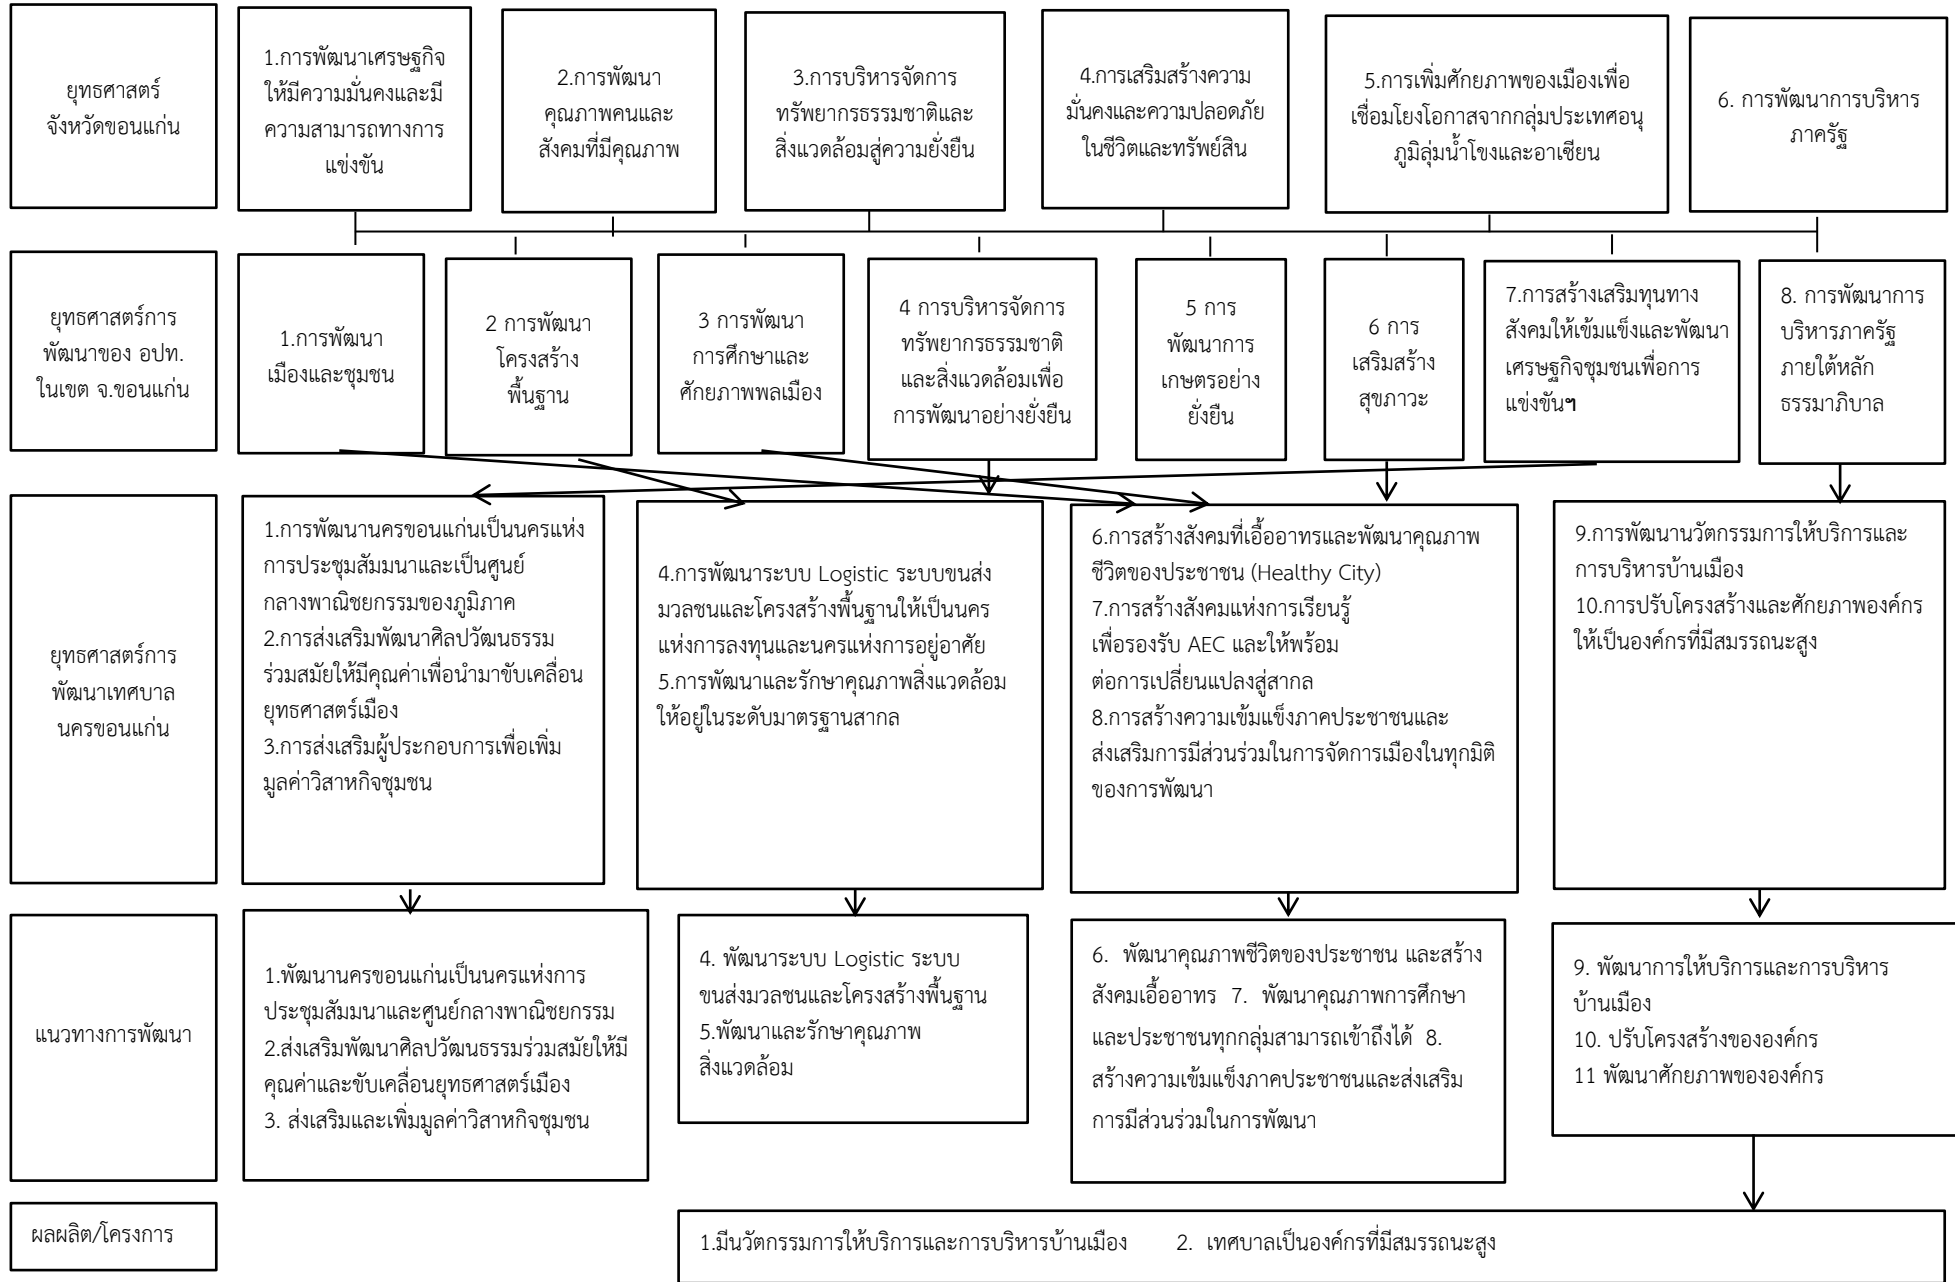 ยุทธศาสตร์
จังหวัดขอนแก่น
1.การพัฒนาเศรษฐกิจ
ให้มีความมั่นคงและมี
ความสามารถทางการ
แข่งขัน
2.การพัฒนา
คุณภาพคนและ
สังคมที่มีคุณภาพ
3.การบริหารจัดการ
ทรัพยากรธรรมชาติและ
สิ่งแวดล้อมสู่ความยั่งยืน
4.การเสริมสร้างความ
มั่นคงและความปลอดภัย
ในชีวิตและทรัพย์สิน
5.การเพิ่มศักยภาพของเมืองเพื่อ
เชื่อมโยงโอกาสจากกลุ่มประเทศอนุ
ภูมิลุ่มน้ำโขงและอาเซียน
6. การพัฒนาการบริหาร
ภาครัฐ
ยุทธศาสตร์การ
พัฒนาของ อปท.
ในเขต จ.ขอนแก่น
1.การพัฒนา
เมืองและชุมชน
2 การพัฒนา
โครงสร้าง
พื้นฐาน
3 การพัฒนา
การศึกษาและ
ศักยภาพพลเมือง
4 การบริหารจัดการ
ทรัพยากรธรรมชาติ
และสิ่งแวดล้อมเพื่อ
การพัฒนาอย่างยั่งยืน
5 การ
พัฒนาการ
เกษตรอย่าง
ยั่งยืน
6 การ
เสริมสร้าง
สุขภาวะ
7.การสร้างเสริมทุนทาง
สังคมให้เข้มแข็งและพัฒนา
เศรษฐกิจชุมชนเพื่อการ
แข่งขันฯ
8. การพัฒนาการ
บริหารภาครัฐ
ภายใต้หลัก
ธรรมาภิบาล
ยุทธศาสตร์การ
พัฒนาเทศบาล
นครขอนแก่น
1.การพัฒนานครขอนแก่นเป็นนครแห่ง
การประชุมสัมมนาและเป็นศูนย์
กลางพาณิชยกรรมของภูมิภาค
2.การส่งเสริมพัฒนาศิลปวัฒนธรรม
ร่วมสมัยให้มีคุณค่าเพื่อนำมาขับเคลื่อน
ยุทธศาสตร์เมือง
3.การส่งเสริมผู้ประกอบการเพื่อเพิ่ม
มูลค่าวิสาหกิจชุมชน
4.การพัฒนาระบบ Logistic ระบบขนส่ง
มวลชนและโครงสร้างพื้นฐานให้เป็นนคร
แห่งการลงทุนและนครแห่งการอยู่อาศัย
5.การพัฒนาและรักษาคุณภาพสิ่งแวดล้อม
ให้อยู่ในระดับมาตรฐานสากล
6.การสร้างสังคมที่เอื้ออาทรและพัฒนาคุณภาพ
ชีวิตของประชาชน (Healthy City)
7.การสร้างสังคมแห่งการเรียนรู้
เพื่อรองรับ AEC และให้พร้อม
ต่อการเปลี่ยนแปลงสู่สากล
8.การสร้างความเข้มแข็งภาคประชาชนและ
ส่งเสริมการมีส่วนร่วมในการจัดการเมืองในทุกมิติ
ของการพัฒนา
9.การพัฒนานวัตกรรมการให้บริการและ
การบริหารบ้านเมือง
10.การปรับโครงสร้างและศักยภาพองค์กร
ให้เป็นองค์กรที่มีสมรรถนะสูง
แนวทางการพัฒนา
1.พัฒนานครขอนแก่นเป็นนครแห่งการ
ประชุมสัมมนาและศูนย์กลางพาณิชยกรรม
2.ส่งเสริมพัฒนาศิลปวัฒนธรรมร่วมสมัยให้มี
คุณค่าและขับเคลื่อนยุทธศาสตร์เมือง
3. ส่งเสริมและเพิ่มมูลค่าวิสาหกิจชุมชน
4. พัฒนาระบบ Logistic ระบบ
ขนส่งมวลชนและโครงสร้างพื้นฐาน
5.พัฒนาและรักษาคุณภาพ
สิ่งแวดล้อม
6. พัฒนาคุณภาพชีวิตของประชาชน และสร้าง
สังคมเอื้ออาทร 7. พัฒนาคุณภาพการศึกษา
และประชาชนทุกกลุ่มสามารถเข้าถึงได้ 8.
สร้างความเข้มแข็งภาคประชาชนและส่งเสริม
การมีส่วนร่วมในการพัฒนา
9. พัฒนาการให้บริการและการบริหาร
บ้านเมือง
10. ปรับโครงสร้างขององค์กร
11 พัฒนาศักยภาพขององค์กร
ผลผลิต/โครงการ
1.มีนวัตกรรมการให้บริการและการบริหารบ้านเมือง 2. เทศบาลเป็นองค์กรที่มีสมรรถนะสูง